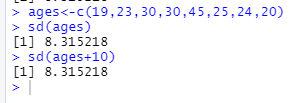 > ages<-c(19,23,30,30,45,25,24,20)
> sd(ages)
[1] 8.315218
> sd(ages+10)
[1] 8.315218
>